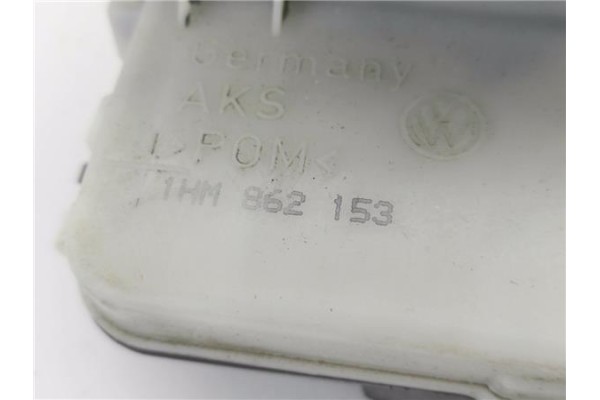 Germany
AKS
>POM<
1HM 862 153